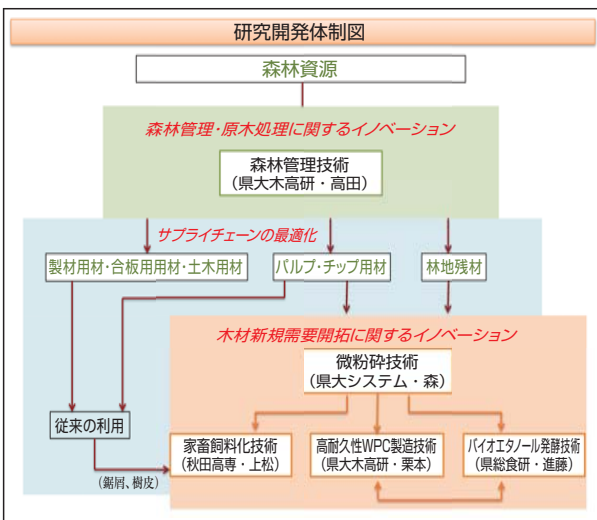 研究開発体制図
森林資源
森林管理・原木処理に関するイノベーション
森林管理技術
(県大木高研・高田)
サプライチェーンの最適化
製材用材・合板用用材・土木用材
パルプ・チップ用材
林地残材
木材新規需要開拓に関するイノベーション
微粉砕技術
(県大システム・森)
従来の利用
家畜飼料化技術
(秋田高専・上松)
高耐久性WPC製造技術
(県大木高研・栗本)
バイオエタノール発酵技術
(県総食研・進藤)
(鋸屑、樹皮)